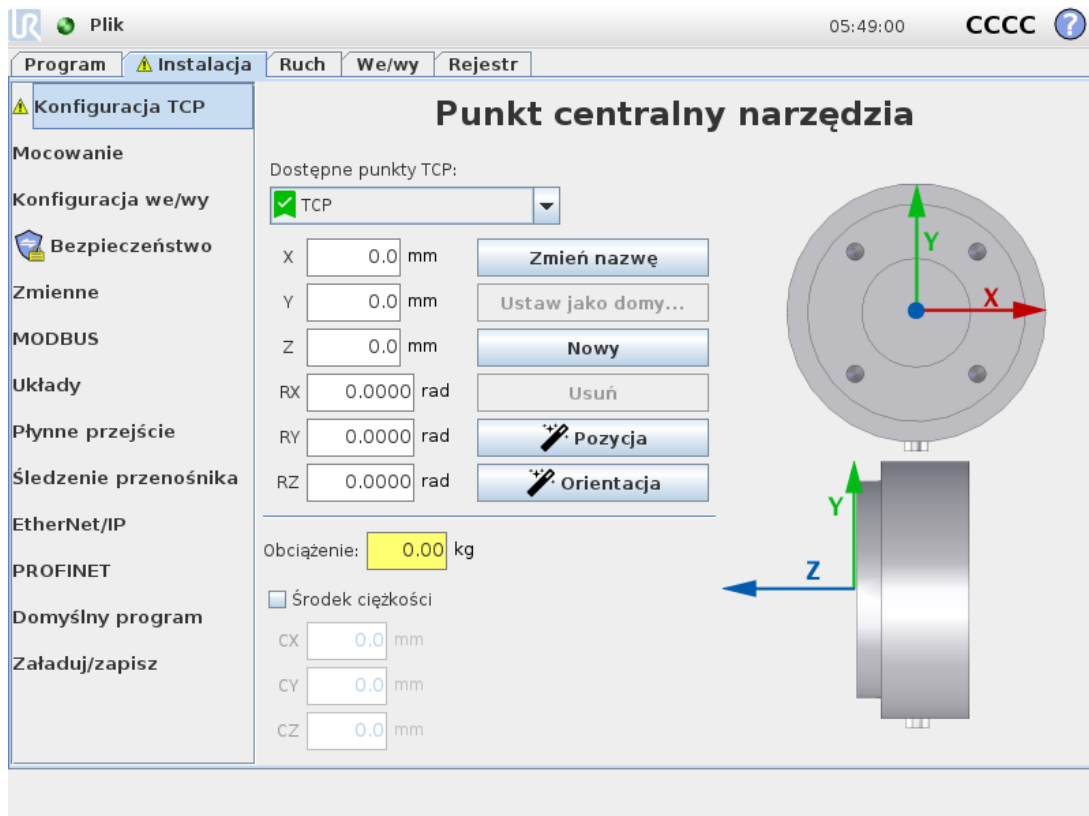 UR Plik 05:49:00 CCCC ?
Program Instalacja Ruch We/wy Rejestr
Konfiguracja TCP
Mocowanie
Konfiguracja we/wy
Bezpieczeństwo
Zmienne
MODBUS
Układy
Płynne przejście
Śledzenie przenośnika
EtherNet/IP
PROFINET
Domyślny program
Załaduj/zapisz
Punkt centralny narzędzia
Dostępne punkty TCP:
TCP
X 0.0 mm Zmień nazwę
Y 0.0 mm Ustaw jako domy...
Z 0.0 mm Nowy
RX 0.0000 rad Usuń
RY 0.0000 rad Pozycja
RZ 0.0000 rad Orientacja
Obciążenie: 0.00 kg
Środek ciężkości
CX 0.0 mm
CY 0.0 mm
CZ 0.0 mm
Y
X
Y
Z